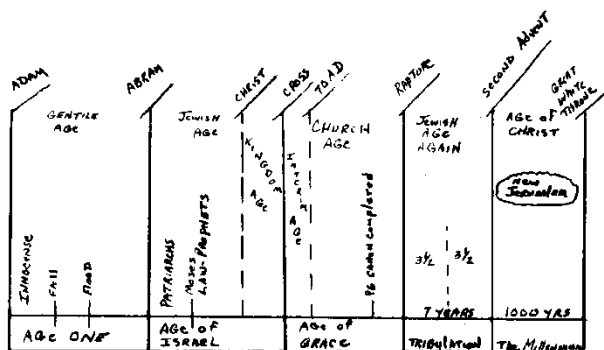 ADAM
ABRAM
CHRIST
CROSS
70 A.D
RAPTURE
SECOND ADVENT
GREAT
WHITE
THRONE
GENTILE
AGE
JEWISH
AGE
KINGDOM
AGE
INTERIM
AGE
CHURCH
AGE
JEWISH
AGE
AGAIN
AGE OF
CHRIST
NEW
JERUSALEM
INNOCENSE
FALL
FLOOD
PATRIARCHS
MOSES
LAW-PROPHETS
96 CANON COMPLETED
3½
3½
7 YEARS
1000 YRS
AGE ONE
AGE OF
ISRAEL
AGE OF
GRACE
TRIBULATION
The Millennium